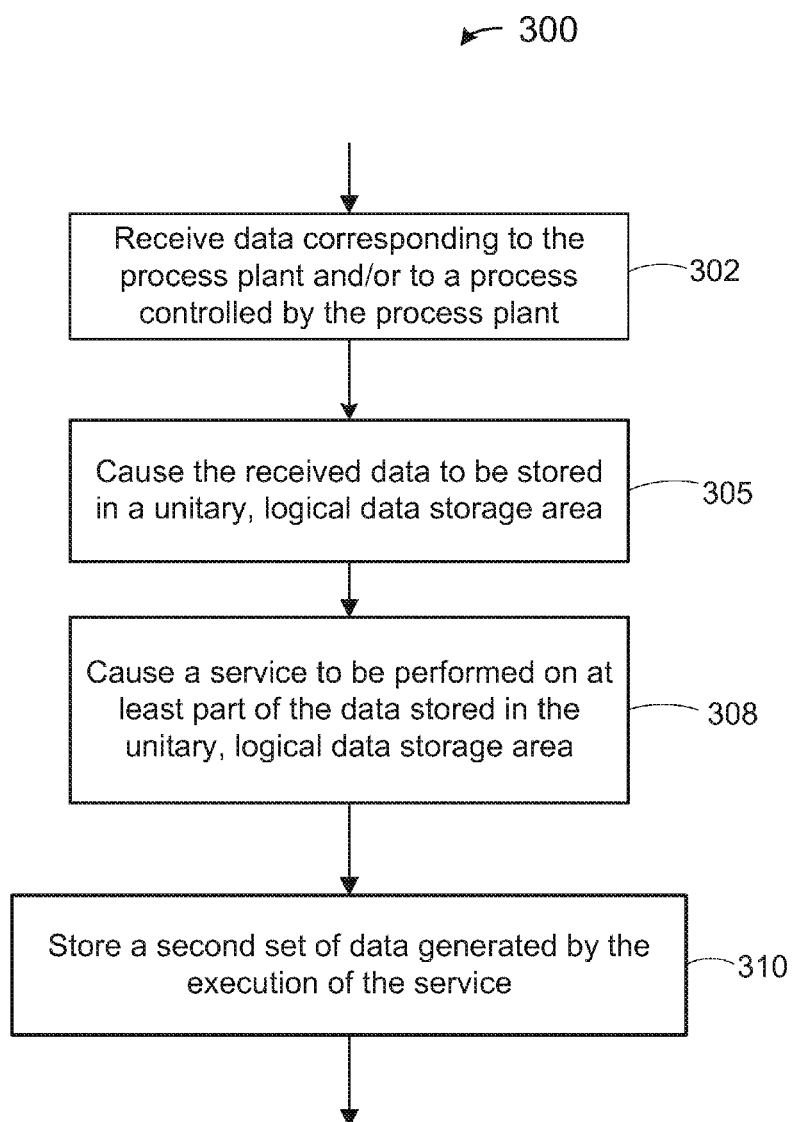 300
Receive data corresponding to the
process plant and/or to a process
controlled by the process plant
302
Cause the received data to be stored
in a unitary, logical data storage area
305
Cause a service to be performed on at
least part of the data stored in the
unitary, logical data storage area
308
Store a second set of data generated by the
execution of the service
310